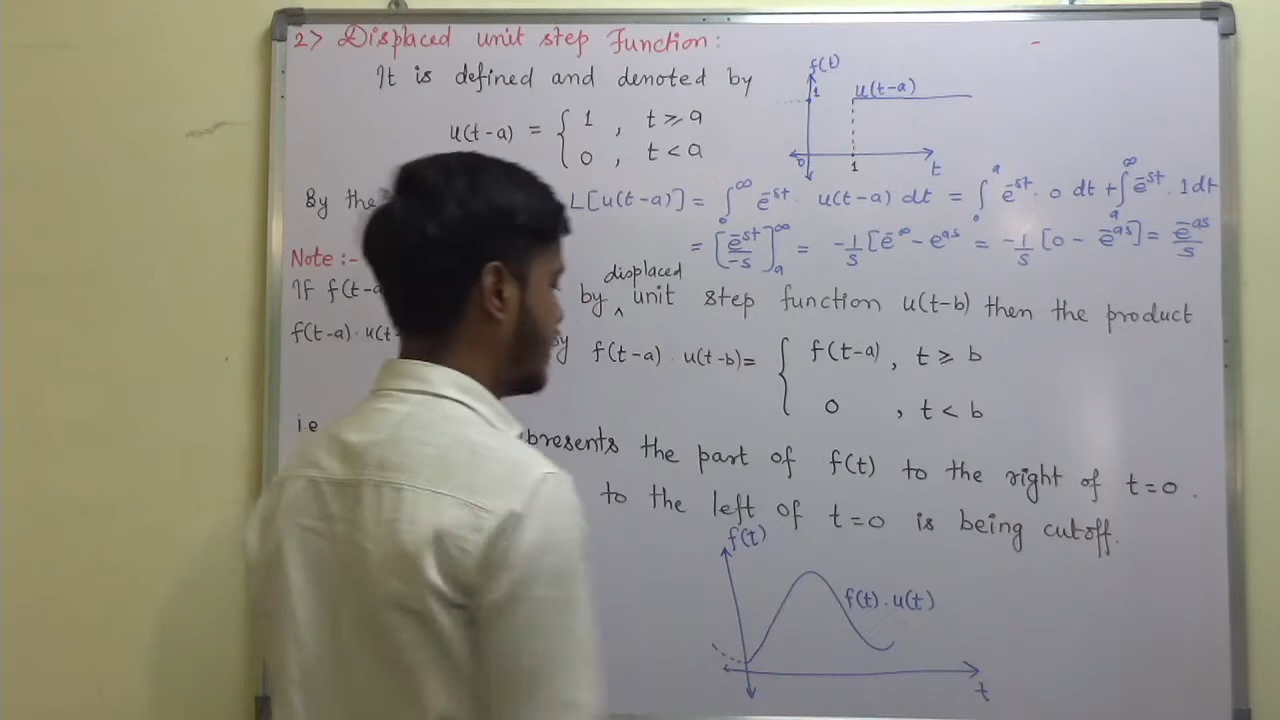 2> Displaced unit step Function:
It is defined and denoted by
u(t-a) = { 1 , t ⩾ a
0 , t < a
f(t)
1
u(t-a)
0
1
t
By the
L[u(t-a)] = ∫₀^∞ e^-st u(t-a) dt = ∫₀^a e^-st . 0 dt + ∫ₐ^∞ e^-st . 1 dt
= [e^-st/-s]ₐ^∞ = -1/s [e^-∞ - e^as = -1/s [0 - e^-as] = e^-as/s
Note :-
displaced
If f(t-a by ^ unit step function u(t-b) then the product
f(t-a) . u(t- by f(t-a) . u(t-b) = { f(t-a) , t ⩾ b
0 , t < b
i.e presents the part of f(t) to the right of t=0 .
to the left of t=0 is being cutoff.
f(t)
f(t) . u(t)
t